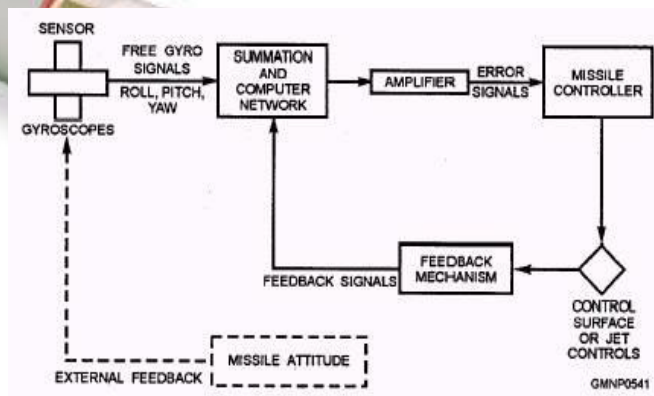 SENSOR
FREE GYRO
SIGNALS
ROLL, PITCH,
YAW
GYROSCOPES
SUMMATION
AND
COMPUTER
NETWORK
AMPLIFIER
ERROR
SIGNALS
MISSILE
CONTROLLER
FEEDBACK SIGNALS
FEEDBACK
MECHANISM
CONTROL
SURFACE
OR JET
CONTROLS
MISSILE ATTITUDE
EXTERNAL FEEDBACK
GMNP0541